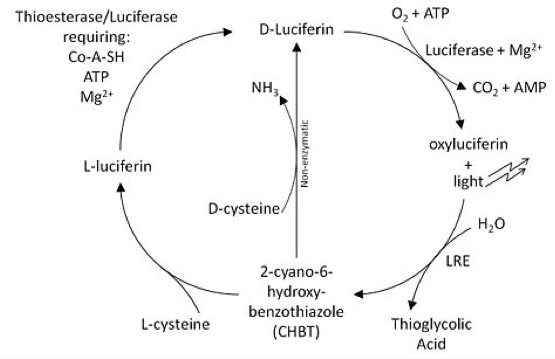 Thioesterase/Luciferase
requiring:
Co-A-SH
ATP
Mg²⁺
D-Luciferin
O₂ + ATP
Luciferase + Mg²⁺
CO₂ + AMP
NH₃
Non-enzymatic
oxyluciferin
+
light
L-luciferin
D-cysteine
H₂O
LRE
2-cyano-6-
hydroxy-
benzothiazole
(CHBT)
L-cysteine
Thioglycolic
Acid